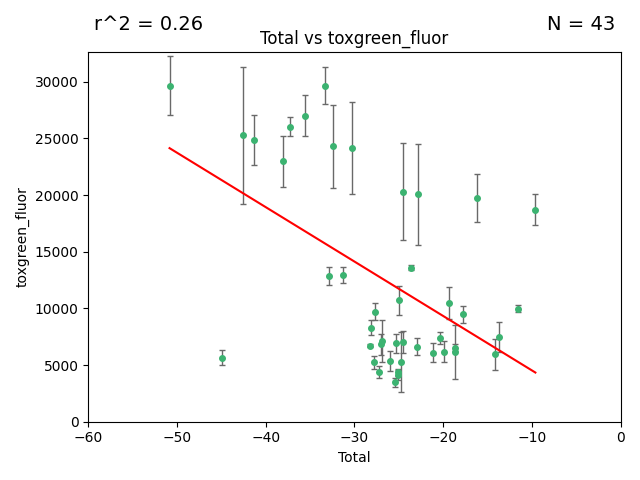 r^2 = 0.26
N = 43
Total vs toxgreen_fluor
30000
25000
20000
15000
10000
5000
0
toxgreen_fluor
−60
−50
−40
−30
−20
−10
0
Total